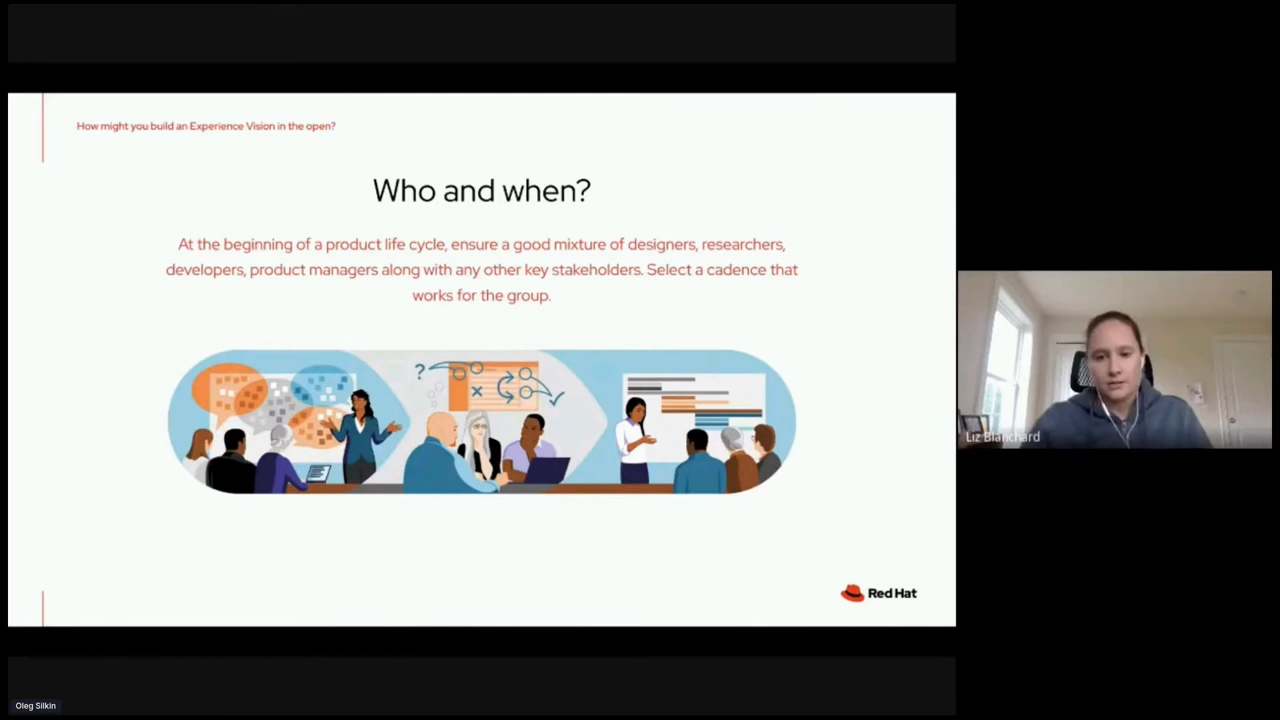 How might you build an Experience Vision in the open?
Who and when?
At the beginning of a product life cycle, ensure a good mixture of designers, researchers,
developers, product managers along with any other key stakeholders. Select a cadence that
works for the group.
?
Red Hat
Liz Blanchard
Oleg Silkin